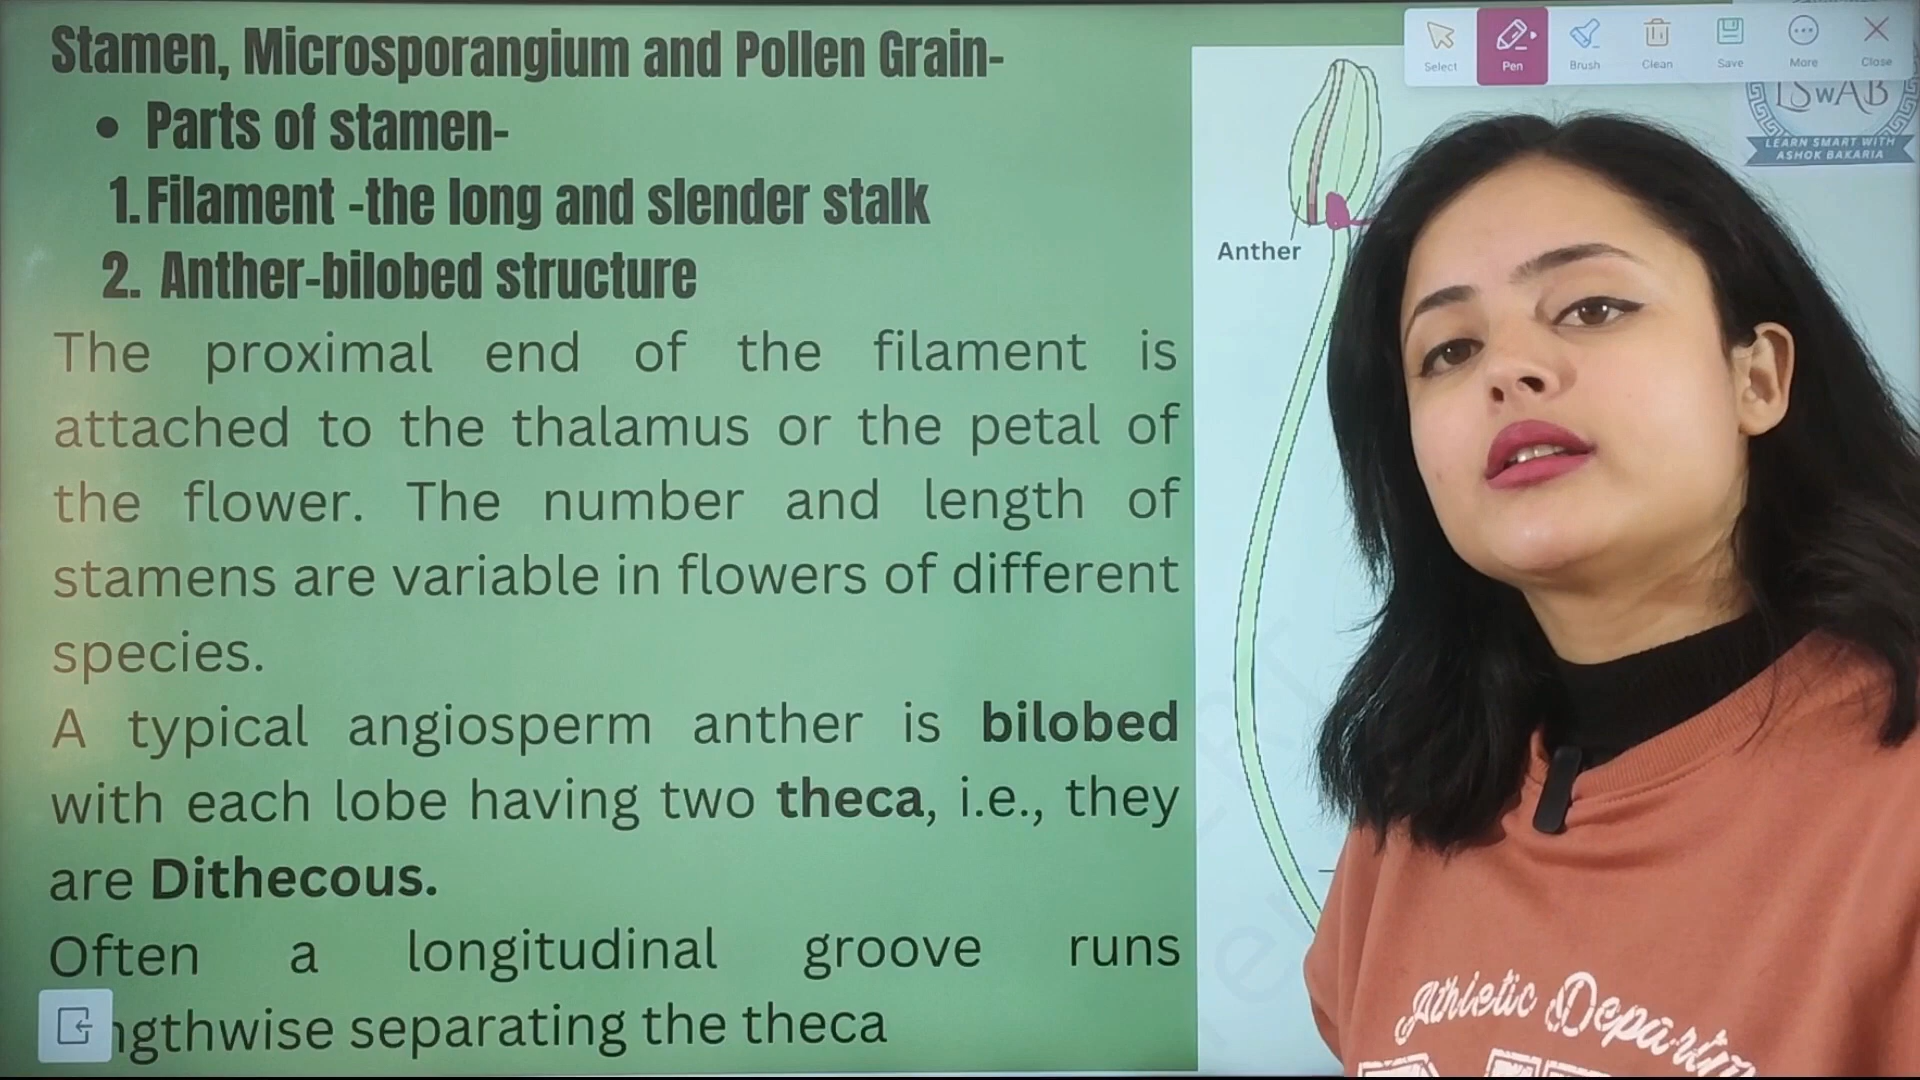 Stamen, Microsporangium and Pollen Grain-
• Parts of stamen-
1. Filament -the long and slender stalk
2. Anther-bilobed structure
The proximal end of the filament is
attached to the thalamus or the petal of
the flower. The number and length of
stamens are variable in flowers of different
species.
A typical angiosperm anther is bilobed
with each lobe having two theca, i.e., they
are Dithecous.
Often a longitudinal groove runs
ngthwise separating the theca
Anther
Select Pen Brush Clean Save More Close
LSWAB
LEARN SMART WITH
ASHOK BAKARIA
Athletic Departm